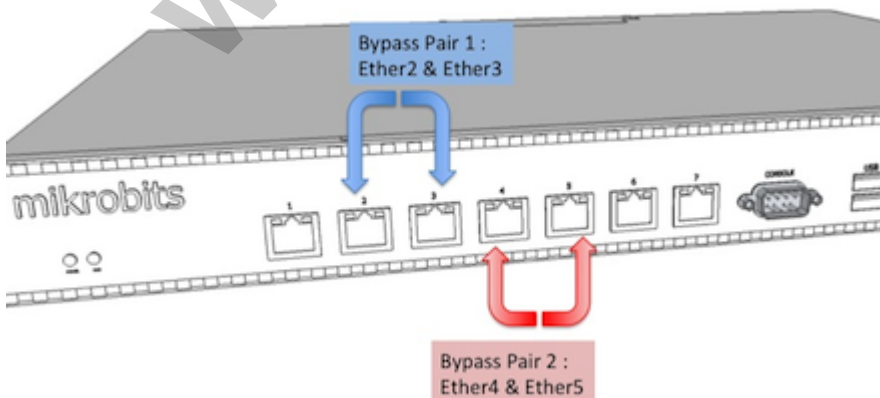 Bypass Pair 1 :
Ether2 & Ether3
mikrobits
1 2 3 4 5 6 7
CONSOLE
USB
Bypass Pair 2 :
Ether4 & Ether5